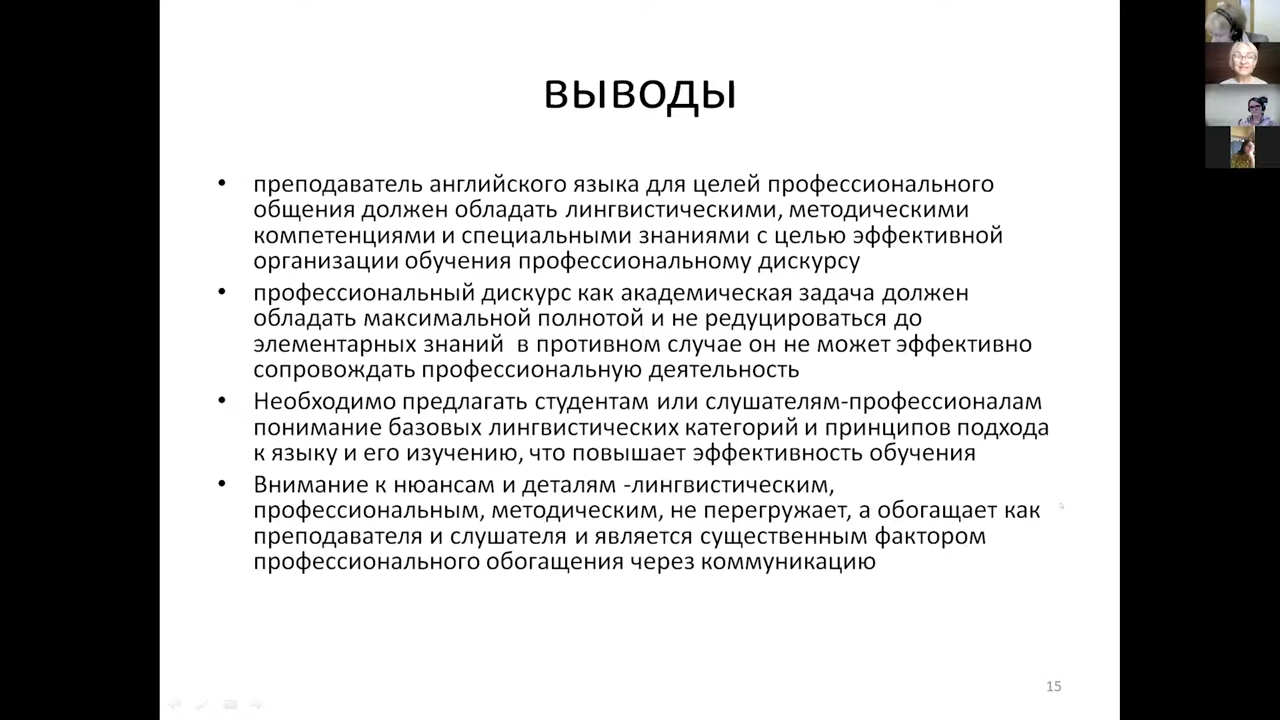 выводы
• преподаватель английского языка для целей профессионального
общения должен обладать лингвистическими, методическими
компетенциями и специальными знаниями с целью эффективной
организации обучения профессиональному дискурсу
• профессиональный дискурс как академическая задача должен
обладать максимальной полнотой и не редуцироваться до
элементарных знаний  в противном случае он не может эффективно
сопровождать профессиональную деятельность
• Необходимо предлагать студентам или слушателям-профессионалам
понимание базовых лингвистических категорий и принципов подхода
к языку и его изучению, что повышает эффективность обучения
• Внимание к нюансам и деталям -лингвистическим,
профессиональным, методическим, не перегружает, а обогащает как
преподавателя и слушателя и является существенным фактором
профессионального обогащения через коммуникацию
15